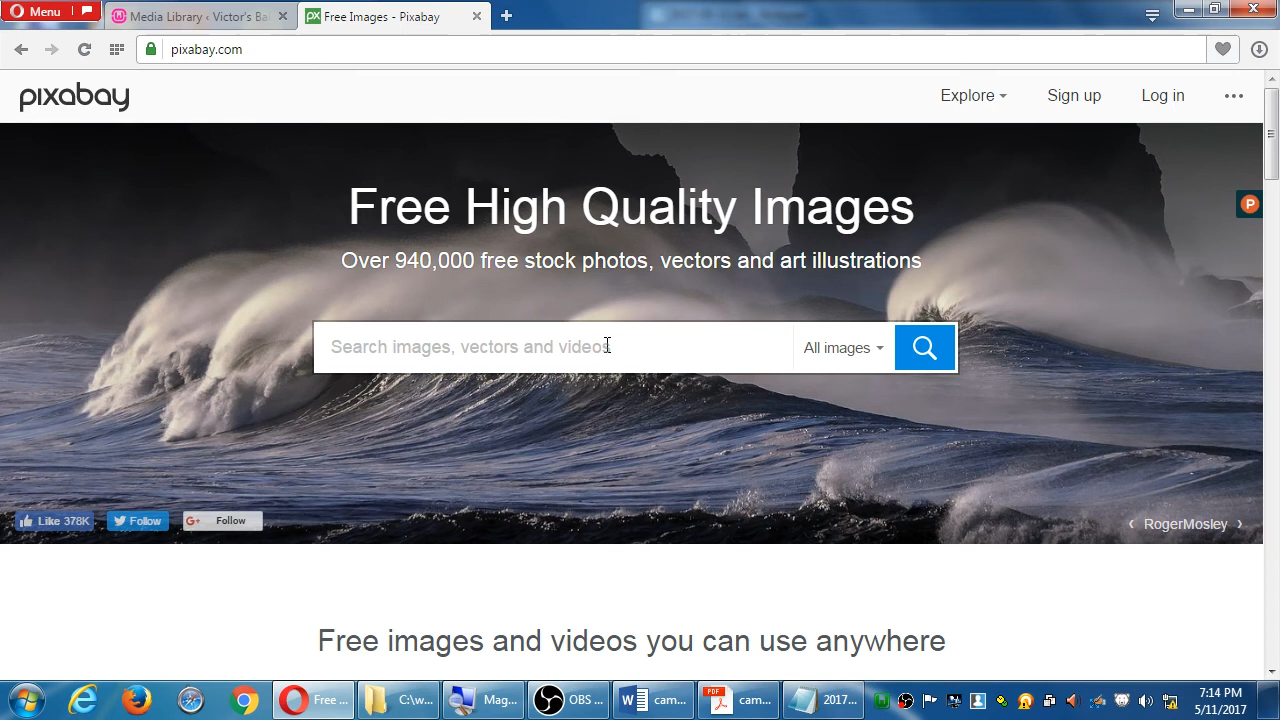 Menu
Media Library ‹ Victor's Ba
PX Free Images - Pixabay
pixabay.com
pixabay
Explore
Sign up
Log in
Free High Quality Images
Over 940,000 free stock photos, vectors and art illustrations
P
Search images, vectors and videos
All images
Like 378K
Follow
G+ Follow
‹ RogerMosley ›
Free images and videos you can use anywhere
Free ...
C:\w...
Mag...
OBS ...
W cam...
PDF cam...
2017...
7:14 PM
5/11/2017